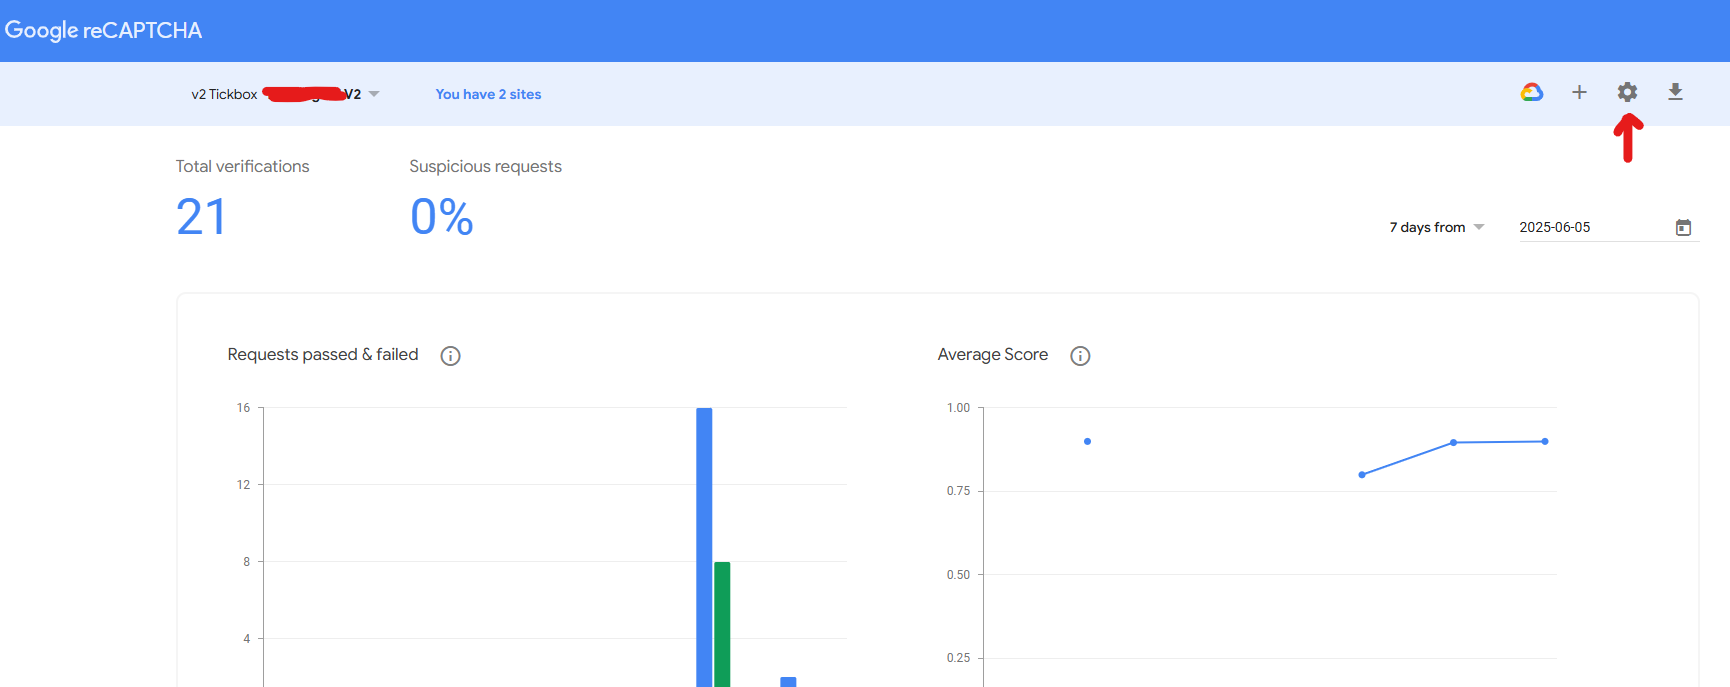 Google reCAPTCHA
v2 Tickbox V2 You have 2 sites
Total verifications Suspicious requests
21 0%
7 days from 2025-06-05
Requests passed & failed Average Score
16 1.00
12 0.75
8 0.50
4 0.25